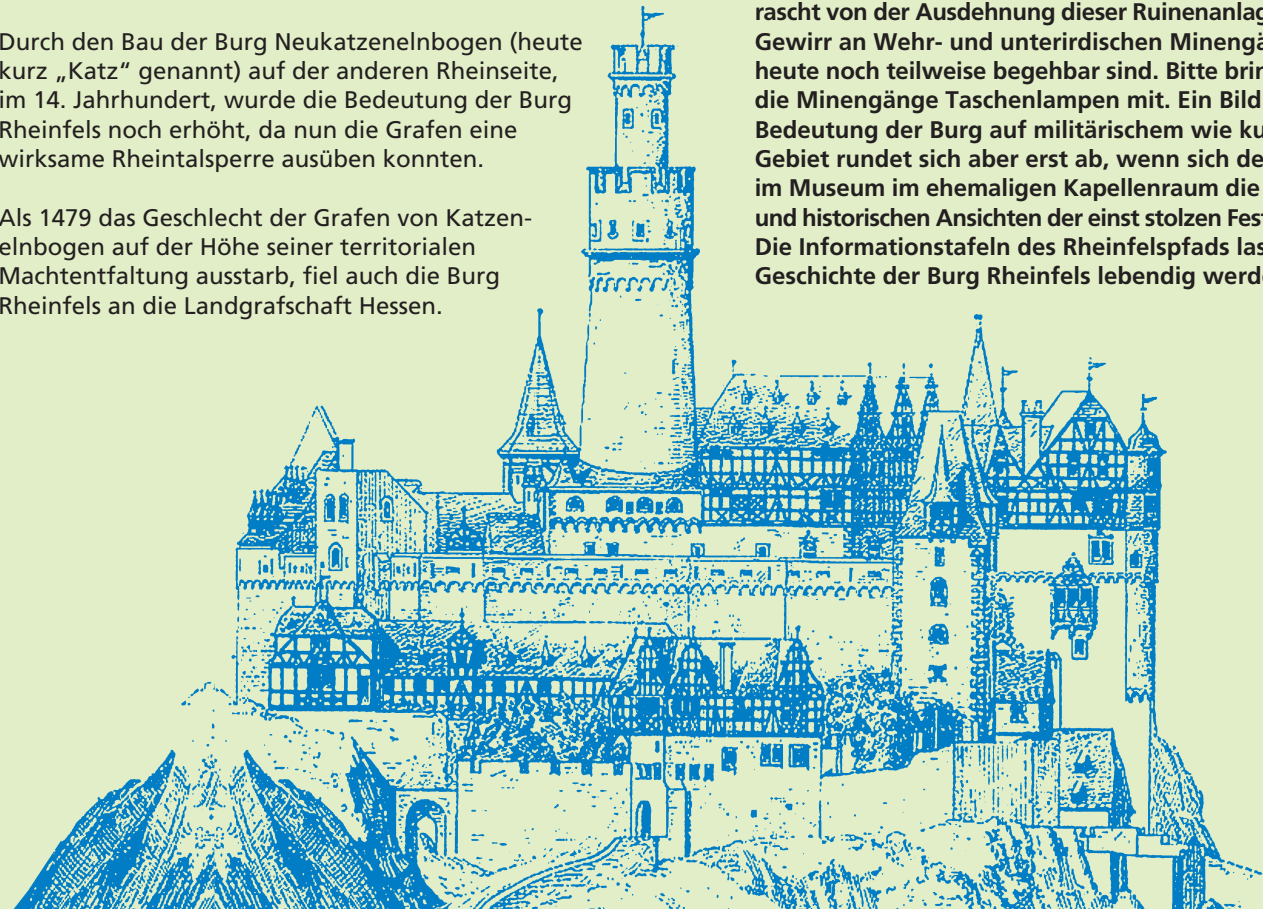 Durch den Bau der Burg Neukatzenelnbogen (heute
kurz „Katz“ genannt) auf der anderen Rheinseite,
im 14. Jahrhundert, wurde die Bedeutung der Burg
Rheinfels noch erhöht, da nun die Grafen eine
wirksame Rheintalsperre ausüben konnten.
Als 1479 das Geschlecht der Grafen von Katzen-
elnbogen auf der Höhe seiner territorialen
Machtentfaltung ausstarb, fiel auch die Burg
Rheinfels an die Landgrafschaft Hessen.
rascht von der Ausdehnung dieser Ruinenanlag
Gewirr an Wehr- und unterirdischen Minengä
heute noch teilweise begehbar sind. Bitte brin
die Minengänge Taschenlampen mit. Ein Bild
Bedeutung der Burg auf militärischem wie ku
Gebiet rundet sich aber erst ab, wenn sich de
im Museum im ehemaligen Kapellenraum die
und historischen Ansichten der einst stolzen Fest
Die Informationstafeln des Rheinfelspfads las
Geschichte der Burg Rheinfels lebendig werd